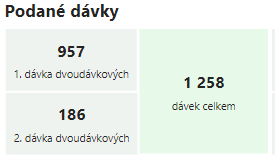 Podané dávky
957
1. dávka dvoudávkových
186
2. dávka dvoudávkových
1 258
dávek celkem